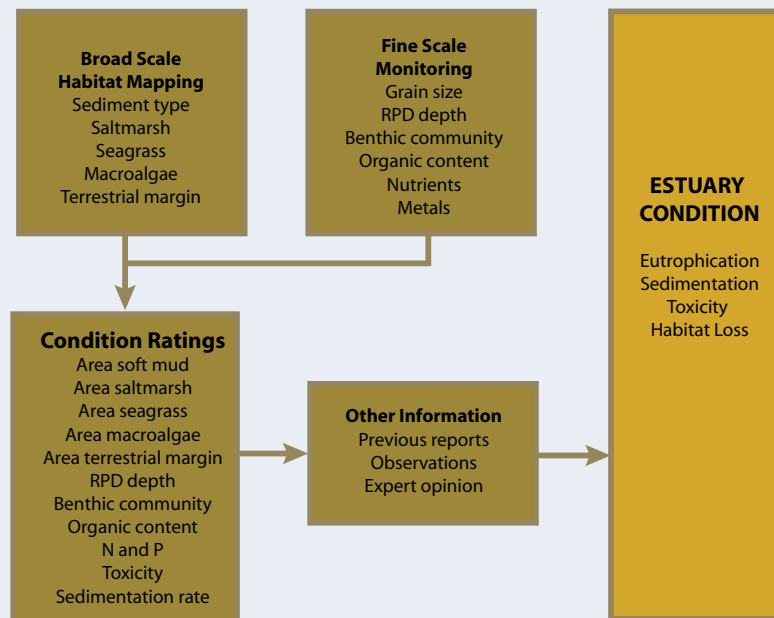 Broad Scale
Habitat Mapping
Sediment type
Saltmarsh
Seagrass
Macroalgae
Terrestrial margin
Fine Scale
Monitoring
Grain size
RPD depth
Benthic community
Organic content
Nutrients
Metals
Condition Ratings
Area soft mud
Area saltmarsh
Area seagrass
Area macroalgae
Area terrestrial margin
RPD depth
Benthic community
Organic content
N and P
Toxicity
Sedimentation rate
Other Information
Previous reports
Observations
Expert opinion
ESTUARY
CONDITION
Eutrophication
Sedimentation
Toxicity
Habitat Loss